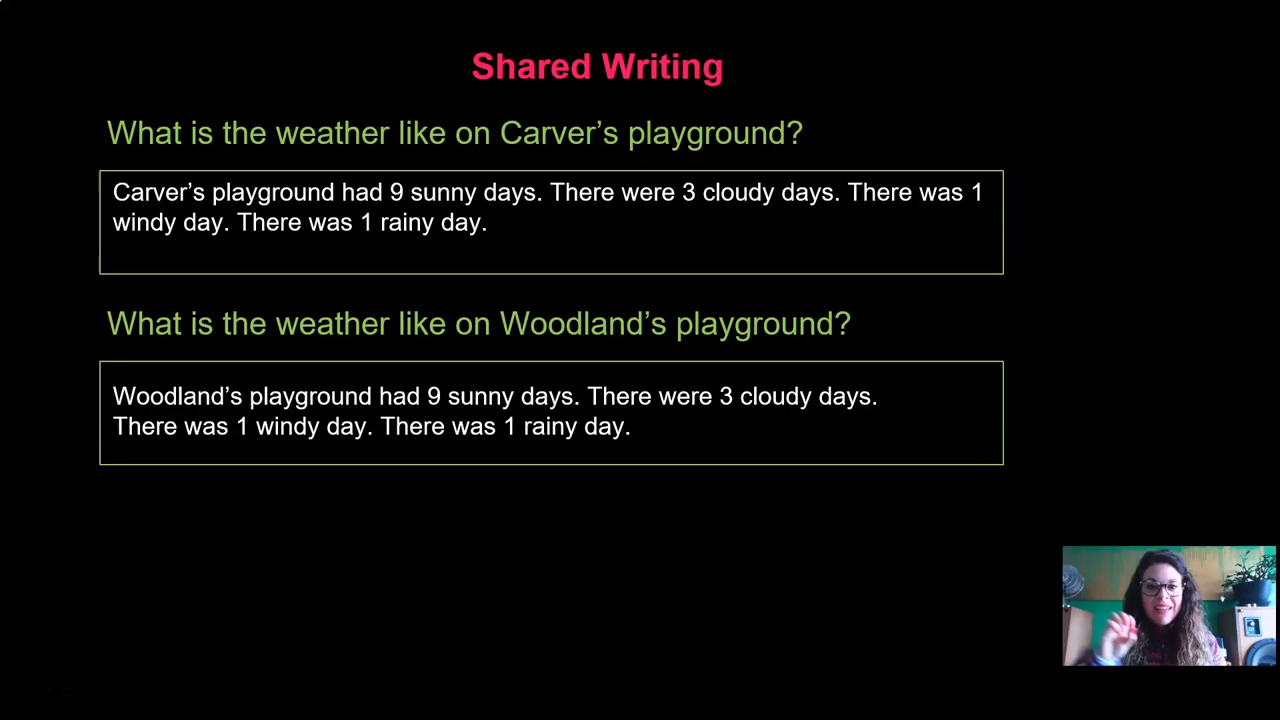 Shared Writing
What is the weather like on Carver’s playground?
Carver’s playground had 9 sunny days. There were 3 cloudy days. There was 1
windy day. There was 1 rainy day.
What is the weather like on Woodland’s playground?
Woodland’s playground had 9 sunny days. There were 3 cloudy days.
There was 1 windy day. There was 1 rainy day.